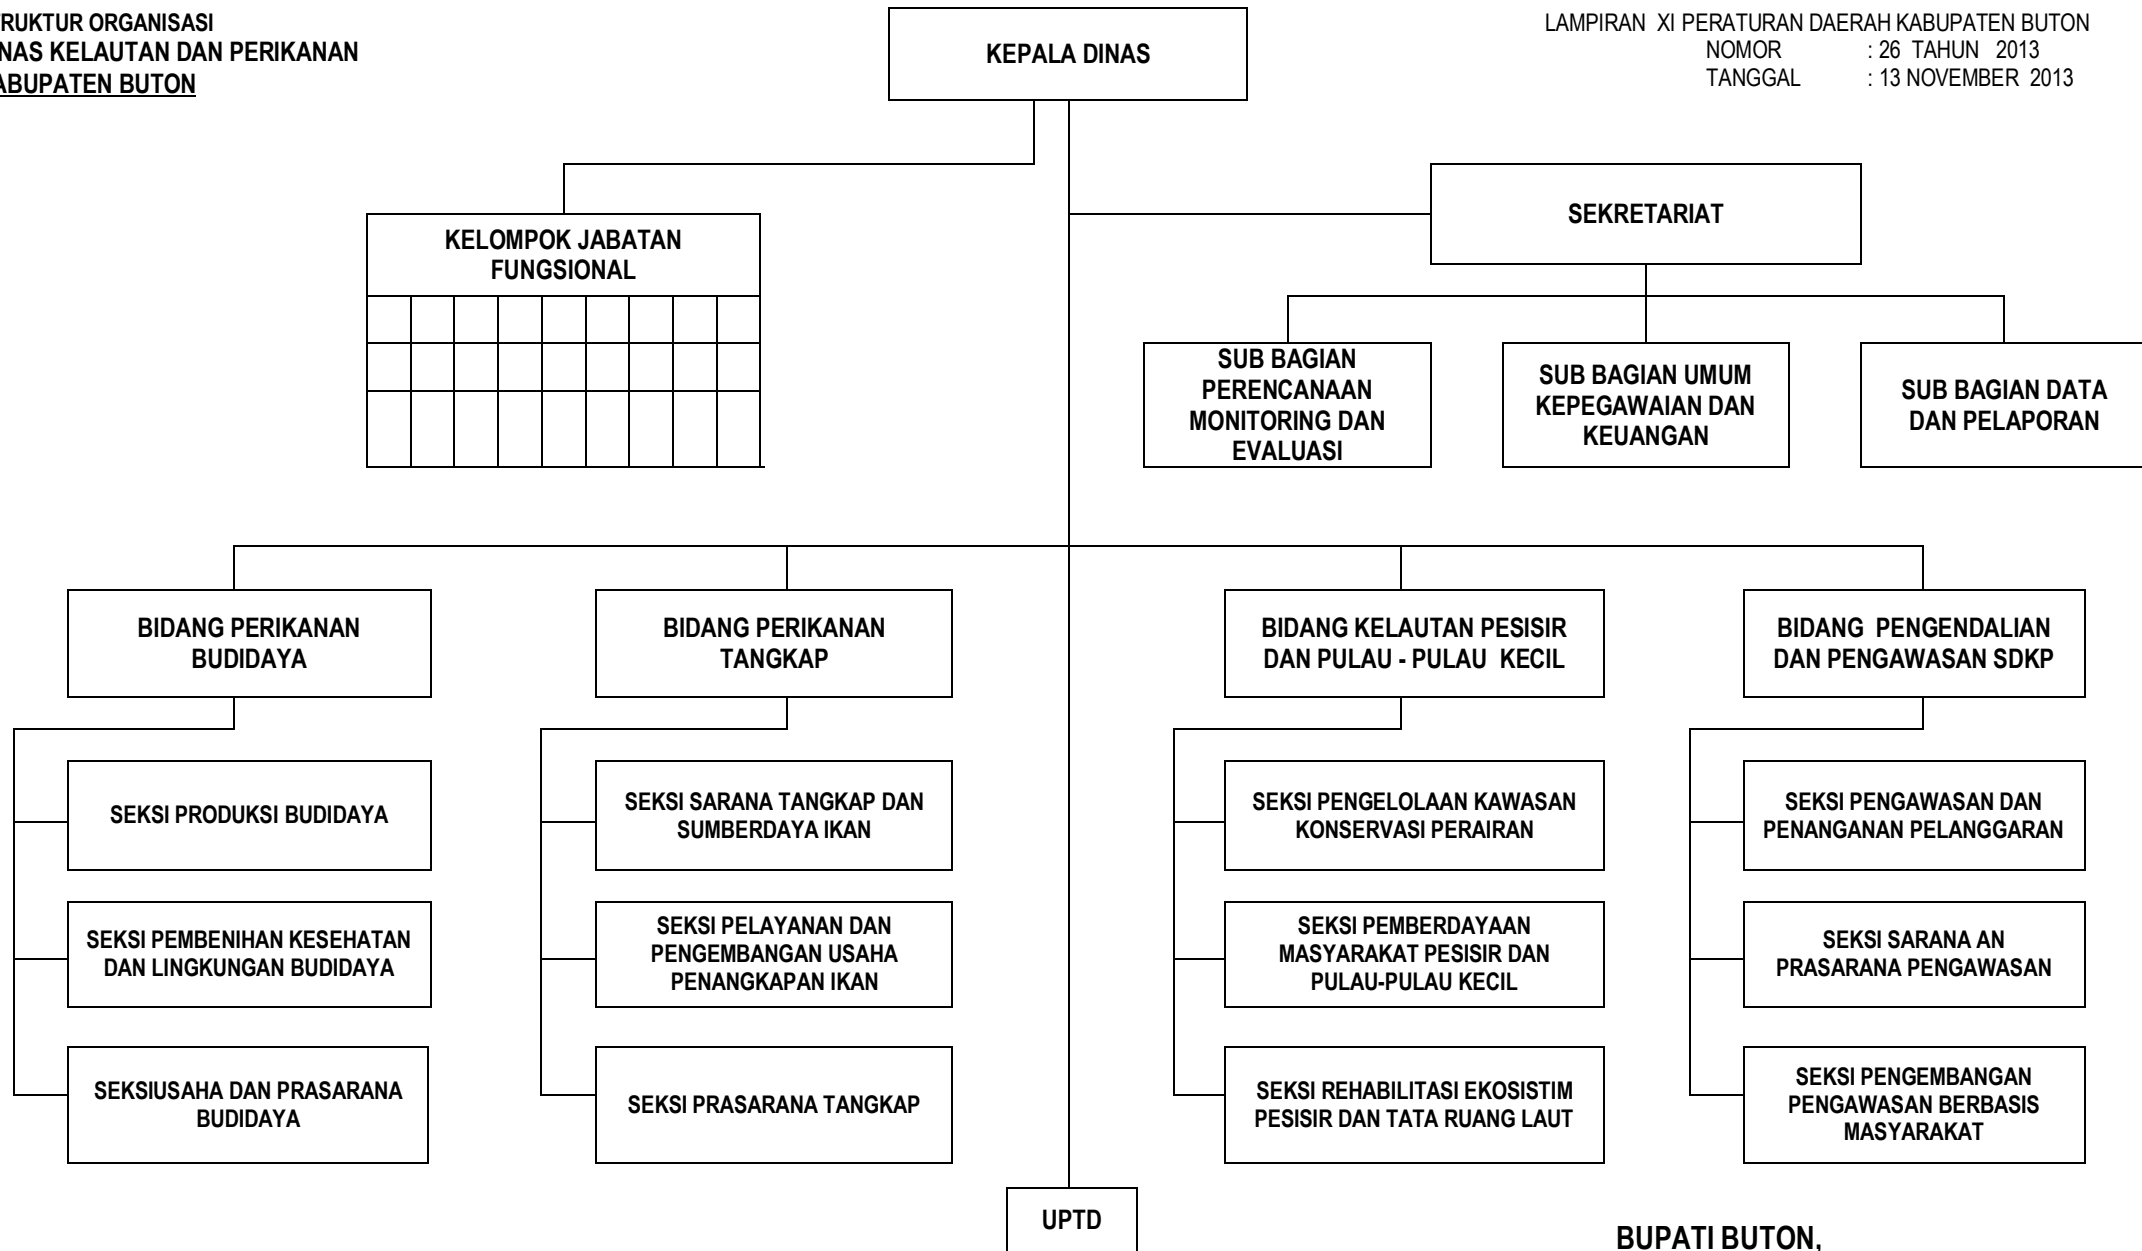 TRUKTUR ORGANISASI
NAS KELAUTAN DAN PERIKANAN
ABUPATEN BUTON
LAMPIRAN XI PERATURAN DAERAH KABUPATEN BUTON
NOMOR : 26 TAHUN 2013
TANGGAL : 13 NOVEMBER 2013
KEPALA DINAS
SEKRETARIAT
KELOMPOK JABATAN
FUNGSIONAL
SUB BAGIAN
PERENCANAAN
MONITORING DAN
EVALUASI
SUB BAGIAN UMUM
KEPEGAWAIAN DAN
KEUANGAN
SUB BAGIAN DATA
DAN PELAPORAN
BIDANG PERIKANAN
BUDIDAYA
BIDANG PERIKANAN
TANGKAP
BIDANG KELAUTAN PESISIR
DAN PULAU - PULAU KECIL
BIDANG PENGENDALIAN
DAN PENGAWASAN SDKP
SEKSI PRODUKSI BUDIDAYA
SEKSI SARANA TANGKAP DAN
SUMBERDAYA IKAN
SEKSI PENGELOLAAN KAWASAN
KONSERVASI PERAIRAN
SEKSI PENGAWASAN DAN
PENANGANAN PELANGGARAN
SEKSI PEMBENIHAN KESEHATAN
DAN LINGKUNGAN BUDIDAYA
SEKSI PELAYANAN DAN
PENGEMBANGAN USAHA
PENANGKAPAN IKAN
SEKSI PEMBERDAYAAN
MASYARAKAT PESISIR DAN
PULAU-PULAU KECIL
SEKSI SARANA AN
PRASARANA PENGAWASAN
SEKSIUSAHA DAN PRASARANA
BUDIDAYA
SEKSI PRASARANA TANGKAP
SEKSI REHABILITASI EKOSISTIM
PESISIR DAN TATA RUANG LAUT
SEKSI PENGEMBANGAN
PENGAWASAN BERBASIS
MASYARAKAT
UPTD
BUPATI BUTON,